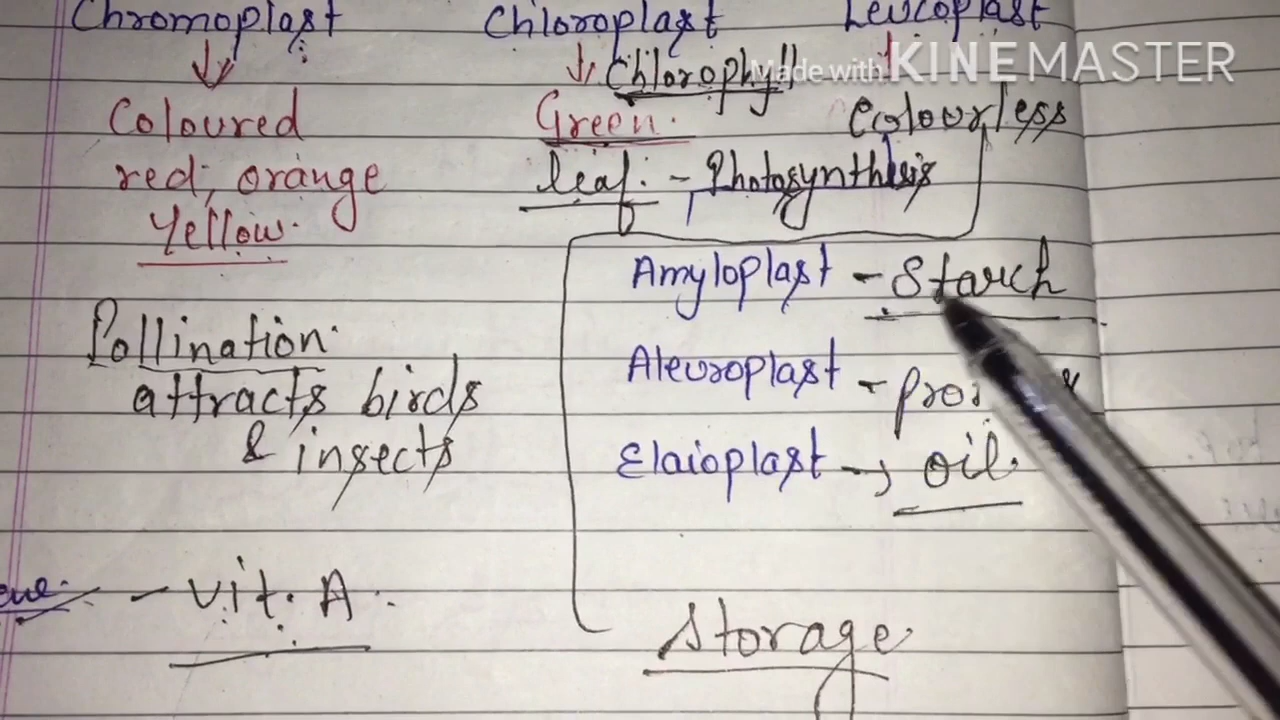 Chromoplast Chloroplast Leucoplast
Chlorophyll
Made with KINEMASTER
Coloured Green. Colourless
red, orange leaf. - Photosynthesis
Yellow.
Amyloplast - Starch
Pollination. Aleuroplast -
attracts birds
& insects Elaioplast → oil.
- Vit. A.
Storage